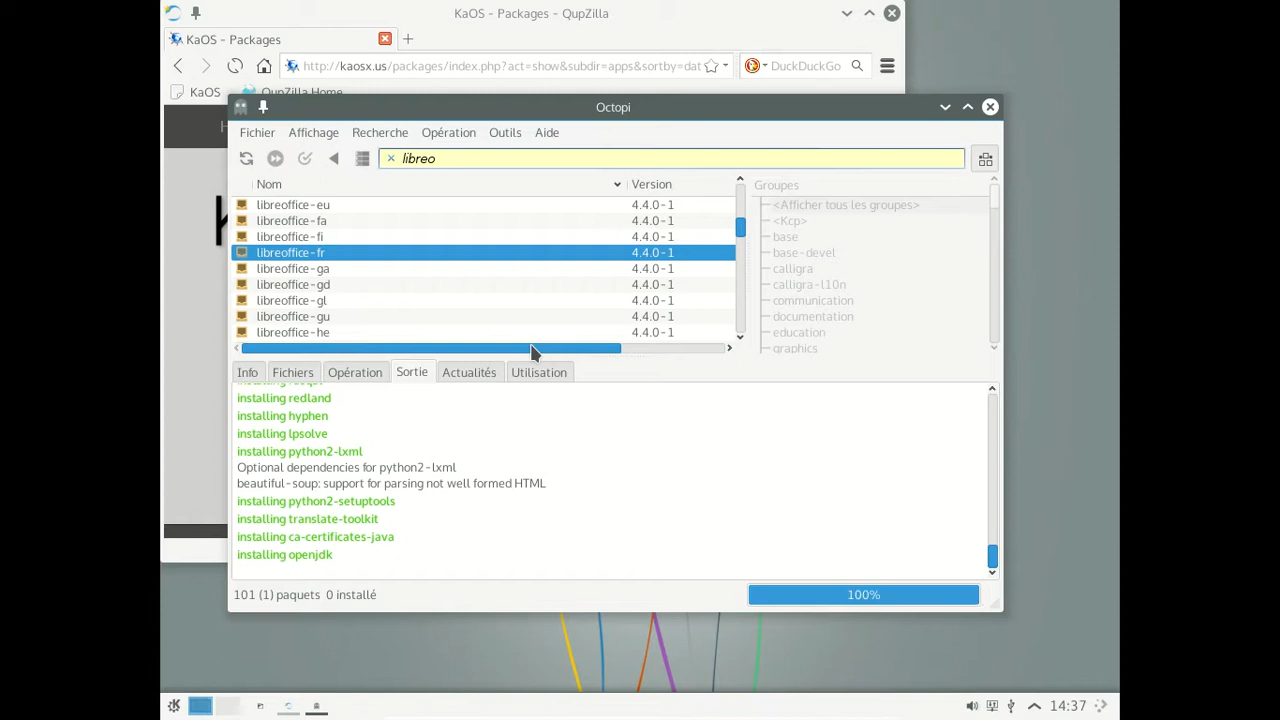 KaOS – Packages – QupZilla
KaOS - Packages
http://kaosx.us/packages/index.php?act=show&subdir=apps&sortby=dat
DuckDuckGo
KaOS
QupZilla Home
Octopi
Fichier Affichage Recherche Opération Outils Aide
libreo
Nom Version
Groupes
libreoffice-eu 4.4.0-1
libreoffice-fa 4.4.0-1
libreoffice-fi 4.4.0-1
libreoffice-fr 4.4.0-1
libreoffice-ga 4.4.0-1
libreoffice-gd 4.4.0-1
libreoffice-gl 4.4.0-1
libreoffice-gu 4.4.0-1
libreoffice-he 4.4.0-1
<Afficher tous les groupes>
<Kcp>
base
base-devel
calligra
calligra-l10n
communication
documentation
education
graphics
Info Fichiers Opération Sortie Actualités Utilisation
installing redland
installing hyphen
installing lpsolve
installing python2-lxml
Optional dependencies for python2-lxml
beautiful-soup: support for parsing not well formed HTML
installing python2-setuptools
installing translate-toolkit
installing ca-certificates-java
installing openjdk
101 (1) paquets 0 installé
100%
14:37